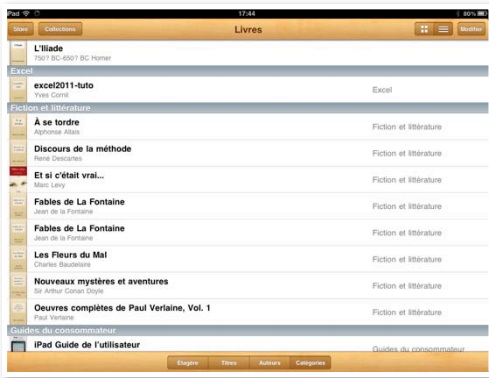 iPad 17:44 80%
Store Collections Livres Modifier
L'Iliade
750? BC-650? BC Homer
Excel
excel2011-tuto
Yves Cornil
Excel
Fiction et littérature
À se tordre
Alphonse Allais
Fiction et littérature
Discours de la méthode
René Descartes
Fiction et littérature
Et si c'était vrai...
Marc Levy
Fiction et littérature
Fables de La Fontaine
Jean de la Fontaine
Fiction et littérature
Fables de La Fontaine
Jean de la Fontaine
Fiction et littérature
Les Fleurs du Mal
Charles Baudelaire
Fiction et littérature
Nouveaux mystères et aventures
Sir Arthur Conan Doyle
Fiction et littérature
Oeuvres complètes de Paul Verlaine, Vol. 1
Paul Verlaine
Fiction et littérature
Guides du consommateur
iPad Guide de l'utilisateur
Guides du consommateur
Étagère Titres Auteurs Catégories